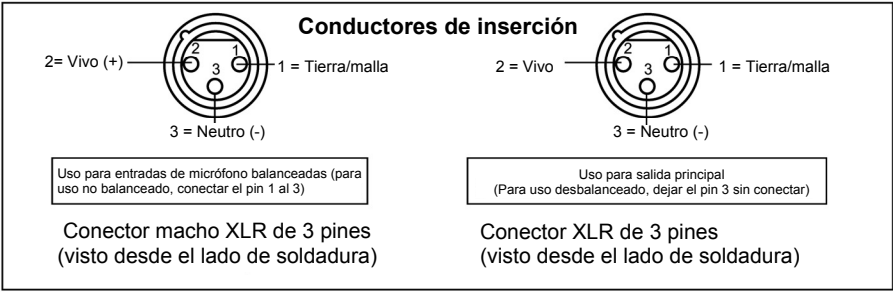 Conductores de inserción
2
1
3
2= Vivo (+)
1 = Tierra/malla
3 = Neutro (-)
Uso para entradas de micrófono balanceadas (para
uso no balanceado, conectar el pin 1 al 3)
Conector macho XLR de 3 pines
(visto desde el lado de soldadura)
2
1
3
2 = Vivo
1 = Tierra/malla
3 = Neutro (-)
Uso para salida principal
(Para uso desbalanceado, dejar el pin 3 sin conectar)
Conector XLR de 3 pines
(visto desde el lado de soldadura)